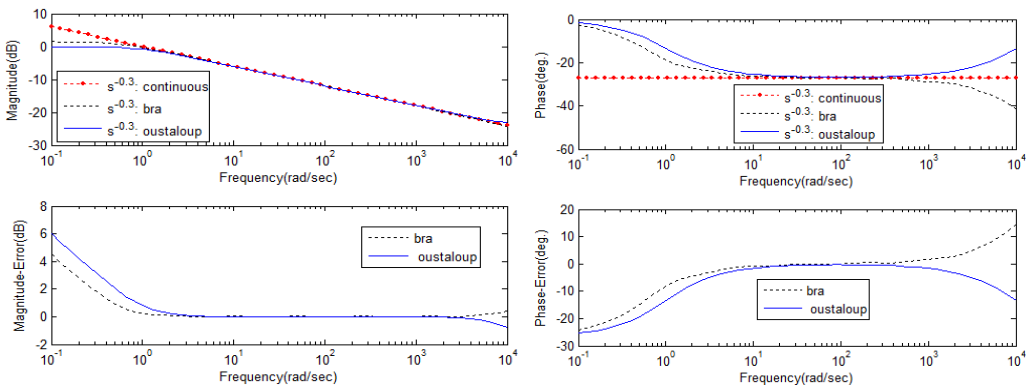 Magnitude(dB)
10
0
-10
-20
-30
s^-0.3: continuous
s^-0.3: bra
s^-0.3: oustaloup
10^-1 10^0 10^1 10^2 10^3 10^4
Frequency(rad/sec)
Phase(deg.)
0
-20
-40
-60
s^-0.3: continuous
s^-0.3: bra
s^-0.3: oustaloup
10^-1 10^0 10^1 10^2 10^3 10^4
Frequency(rad/sec)
Magnitude-Error(dB)
8
6
4
2
0
-2
bra
oustaloup
10^-1 10^0 10^1 10^2 10^3 10^4
Frequency(rad/sec)
Phase-Error(deg.)
20
10
0
-10
-20
-30
bra
oustaloup
10^-1 10^0 10^1 10^2 10^3 10^4
Frequency(rad/sec)